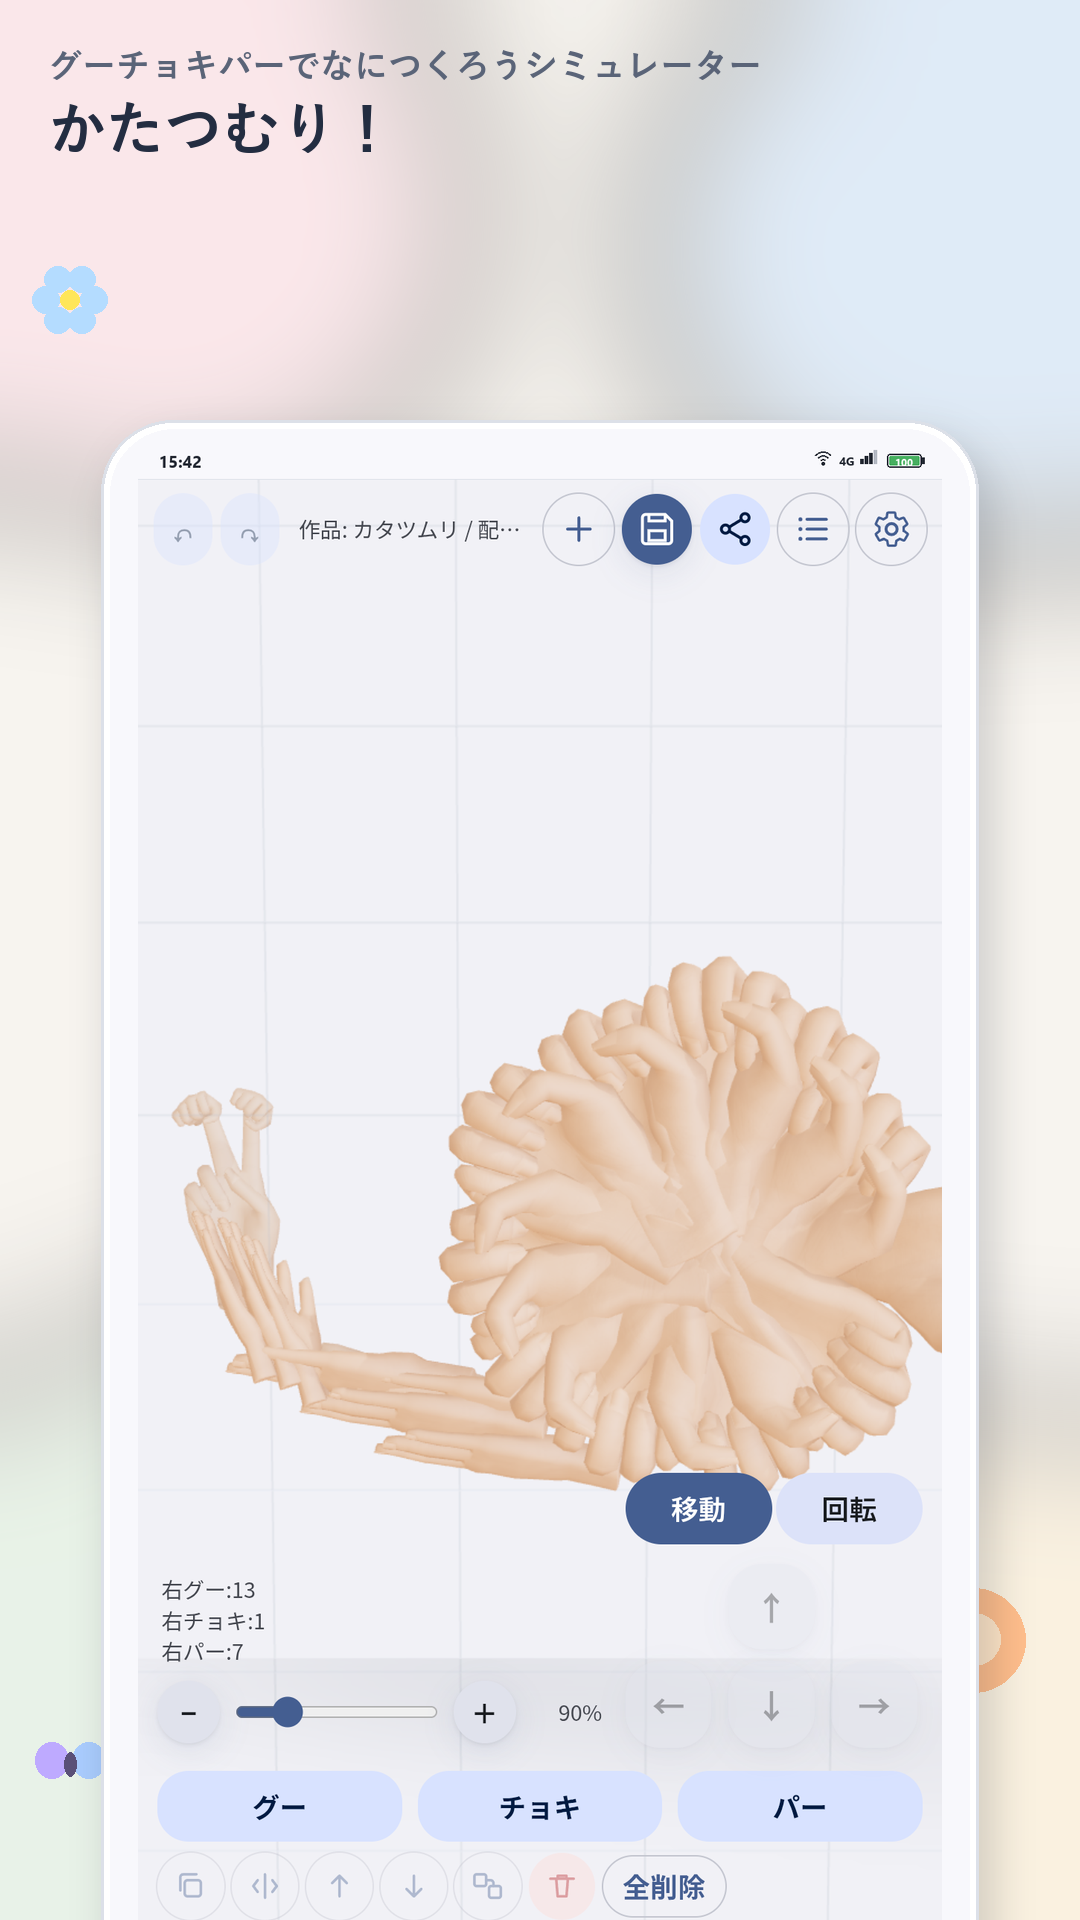 グーチョキパーでなにつくろうシミュレーター
かたつむり！
15:42
4G
100
作品: カタツムリ / 配…
移動
回転
右グー:13
右チョキ:1
右パー:7
90%
グー
チョキ
パー
全削除